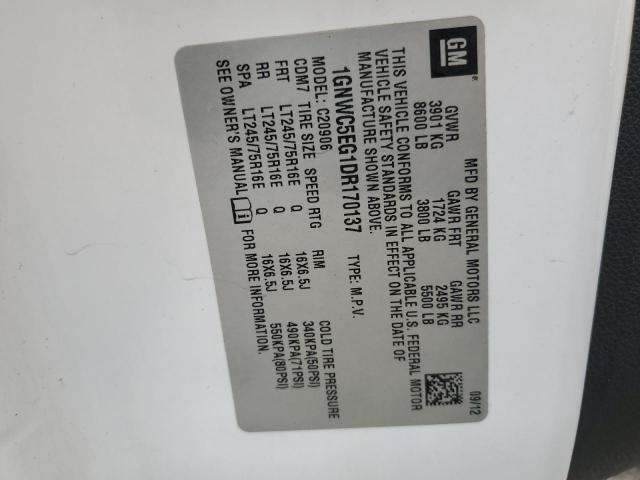 GM
MFD BY GENERAL MOTORS LLC 09/12
GVWR GAWR FRT GAWR RR
3901 KG 1724 KG 2495 KG
8600 LB 3800 LB 5500 LB
THIS VEHICLE CONFORMS TO ALL APPLICABLE U.S. FEDERAL MOTOR
VEHICLE SAFETY STANDARDS IN EFFECT ON THE DATE OF
MANUFACTURE SHOWN ABOVE.
1GNWC5EG1DR170137 TYPE: M.P.V.
MODEL: C20906
CDM7 TIRE SIZE SPEED RTG RIM COLD TIRE PRESSURE
FRT LT245/75R16E Q 16X6.5J 340KPA(50PSI)
RR LT245/75R16E Q 16X6.5J 490KPA(71PSI)
SPA LT245/75R16E Q 16X6.5J 550KPA(80PSI)
SEE OWNER'S MANUAL FOR MORE INFORMATION.